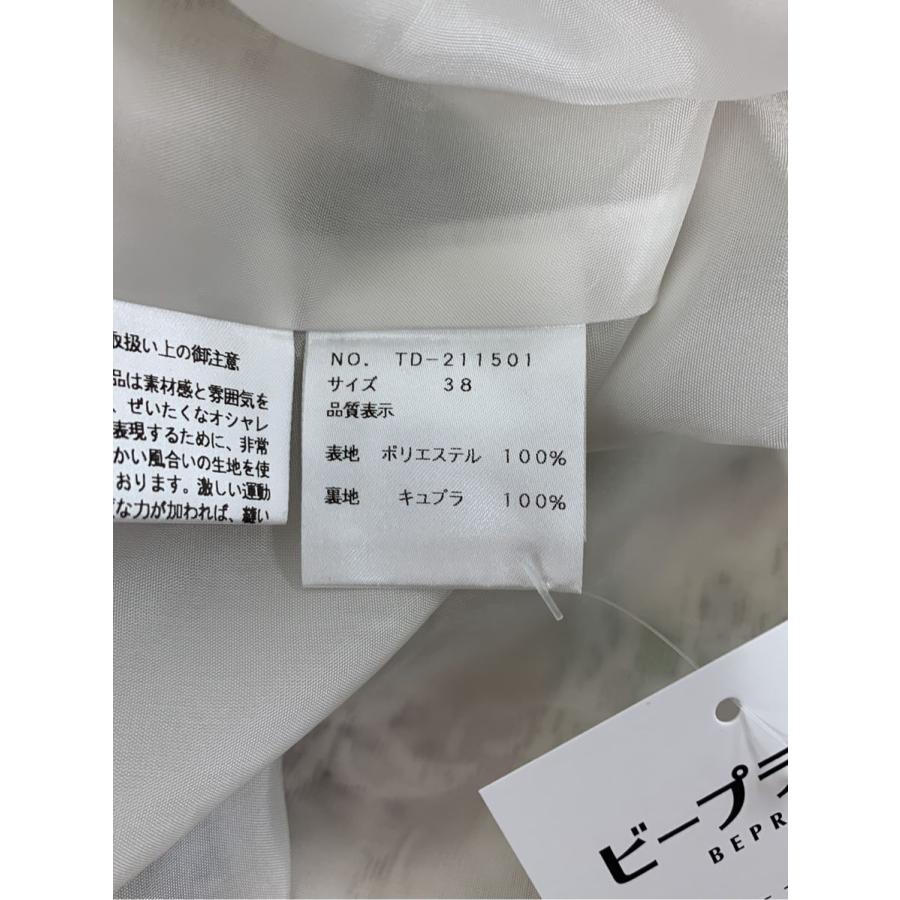 取扱い上の御注意
品は素材感と雰囲気を
、ぜいたくなオシャレ
表現するために、非常
かい風合いの生地を使
おります。激しい運動
な力が加われば、縫い
NO. TD-211501
サイズ 38
品質表示
表地 ポリエステル 100%
裏地 キュプラ 100%
ビープラ
BEPR